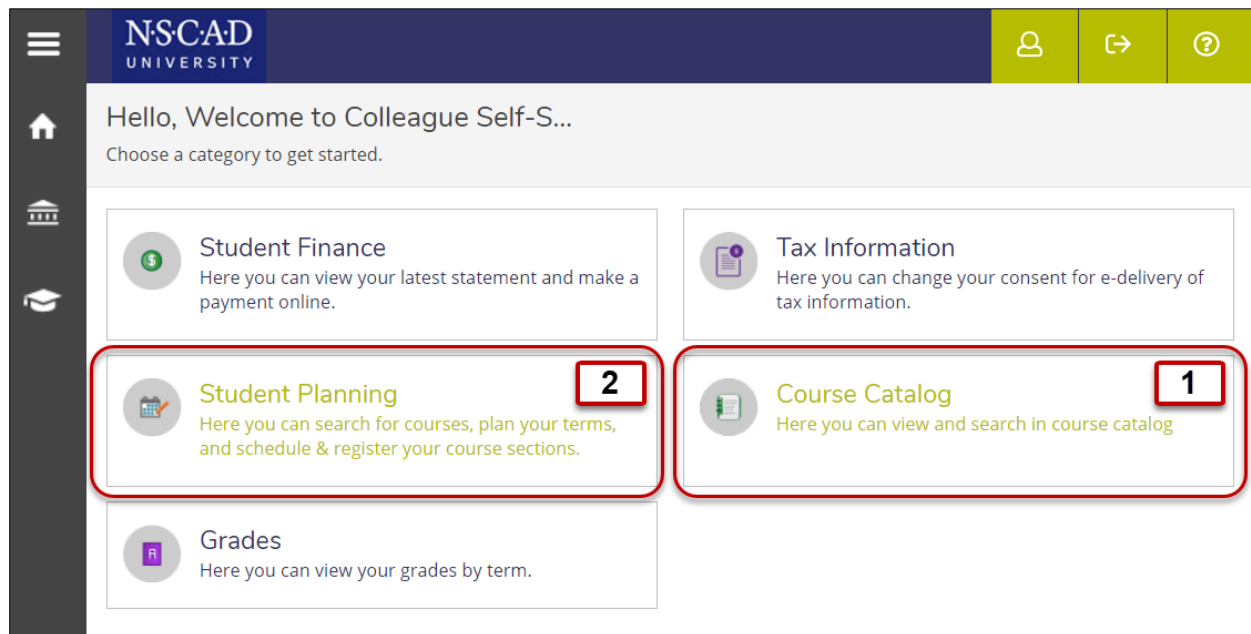 N·S·C·A·D
UNIVERSITY
Hello, Welcome to Colleague Self-S...
Choose a category to get started.
Student Finance
Here you can view your latest statement and make a
payment online.
Tax Information
Here you can change your consent for e-delivery of
tax information.
2
Student Planning
Here you can search for courses, plan your terms,
and schedule & register your course sections.
1
Course Catalog
Here you can view and search in course catalog
Grades
Here you can view your grades by term.